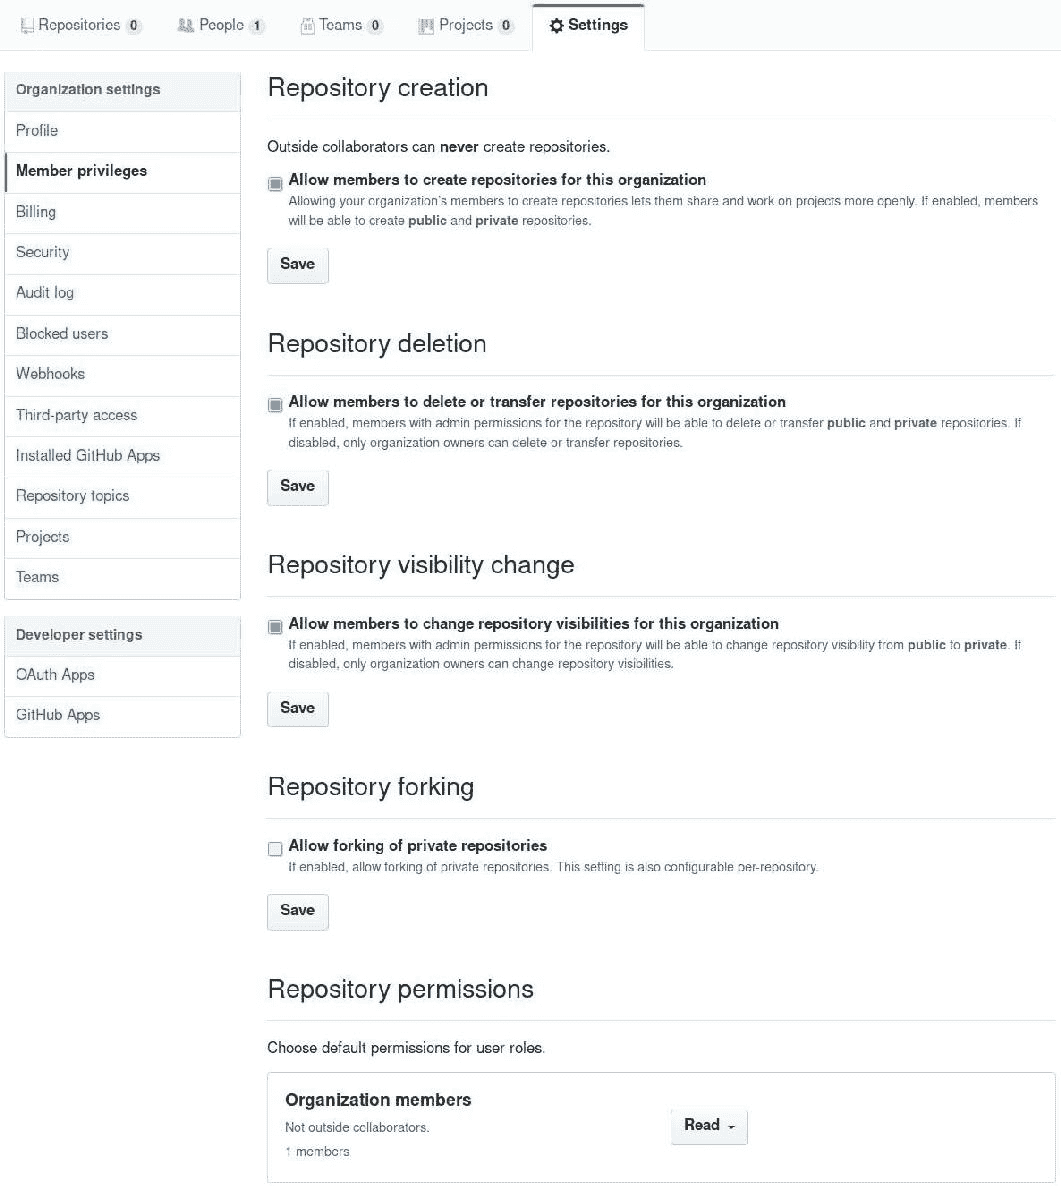 Repositories 0 People 1 Teams 0 Projects 0 Settings
Organization settings
Profile
Member privileges
Billing
Security
Audit log
Blocked users
Webhooks
Third-party access
Installed GitHub Apps
Repository topics
Projects
Teams
Developer settings
OAuth Apps
GitHub Apps
Repository creation
Outside collaborators can never create repositories.
Allow members to create repositories for this organization
Allowing your organization's members to create repositories lets them share and work on projects more openly. If enabled, members
will be able to create public and private repositories.
Save
Repository deletion
Allow members to delete or transfer repositories for this organization
If enabled, members with admin permissions for the repository will be able to delete or transfer public and private repositories. If
disabled, only organization owners can delete or transfer repositories.
Save
Repository visibility change
Allow members to change repository visibilities for this organization
If enabled, members with admin permissions for the repository will be able to change repository visibility from public to private. If
disabled, only organization owners can change repository visibilities.
Save
Repository forking
Allow forking of private repositories
If enabled, allow forking of private repositories. This setting is also configurable per-repository.
Save
Repository permissions
Choose default permissions for user roles.
Organization members
Not outside collaborators.
1 members
Read